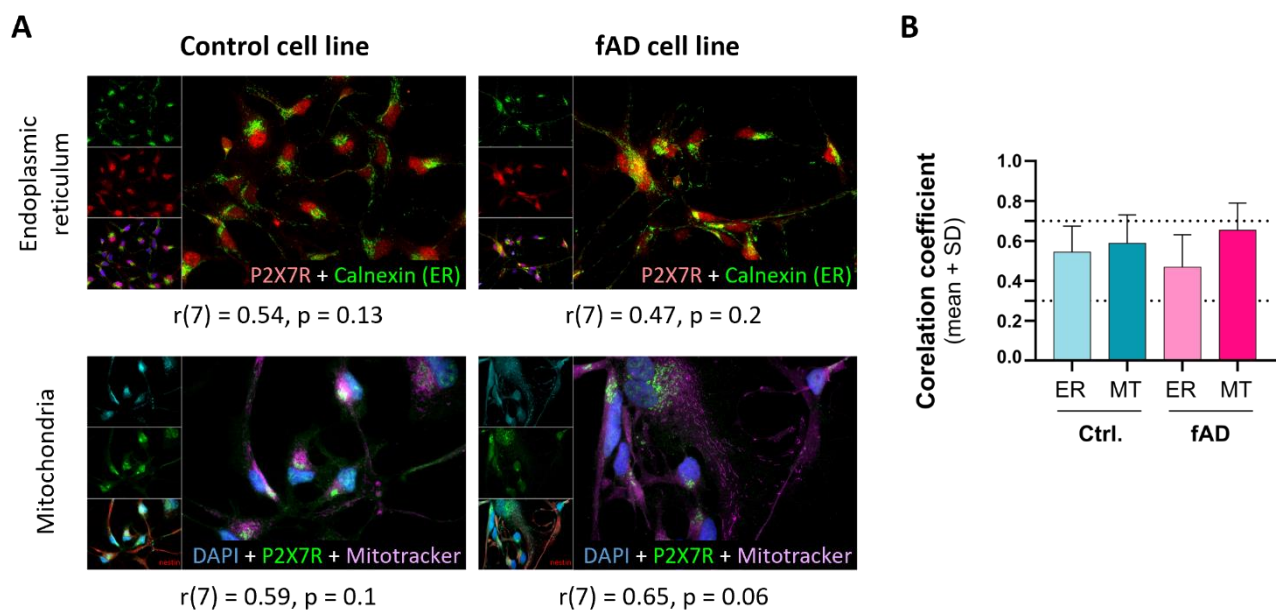 A
Control cell line
fAD cell line
Endoplasmic
reticulum
P2X7R + Calnexin (ER)
P2X7R + Calnexin (ER)
r(7) = 0.54, p = 0.13
r(7) = 0.47, p = 0.2
Mitochondria
nestin
DAPI + P2X7R + Mitotracker
nestin
DAPI + P2X7R + Mitotracker
r(7) = 0.59, p = 0.1
r(7) = 0.65, p = 0.06
B
Corelation coefficient
(mean + SD)
1.0
0.8
0.6
0.4
0.2
0.0
ER MT ER MT
Ctrl. fAD